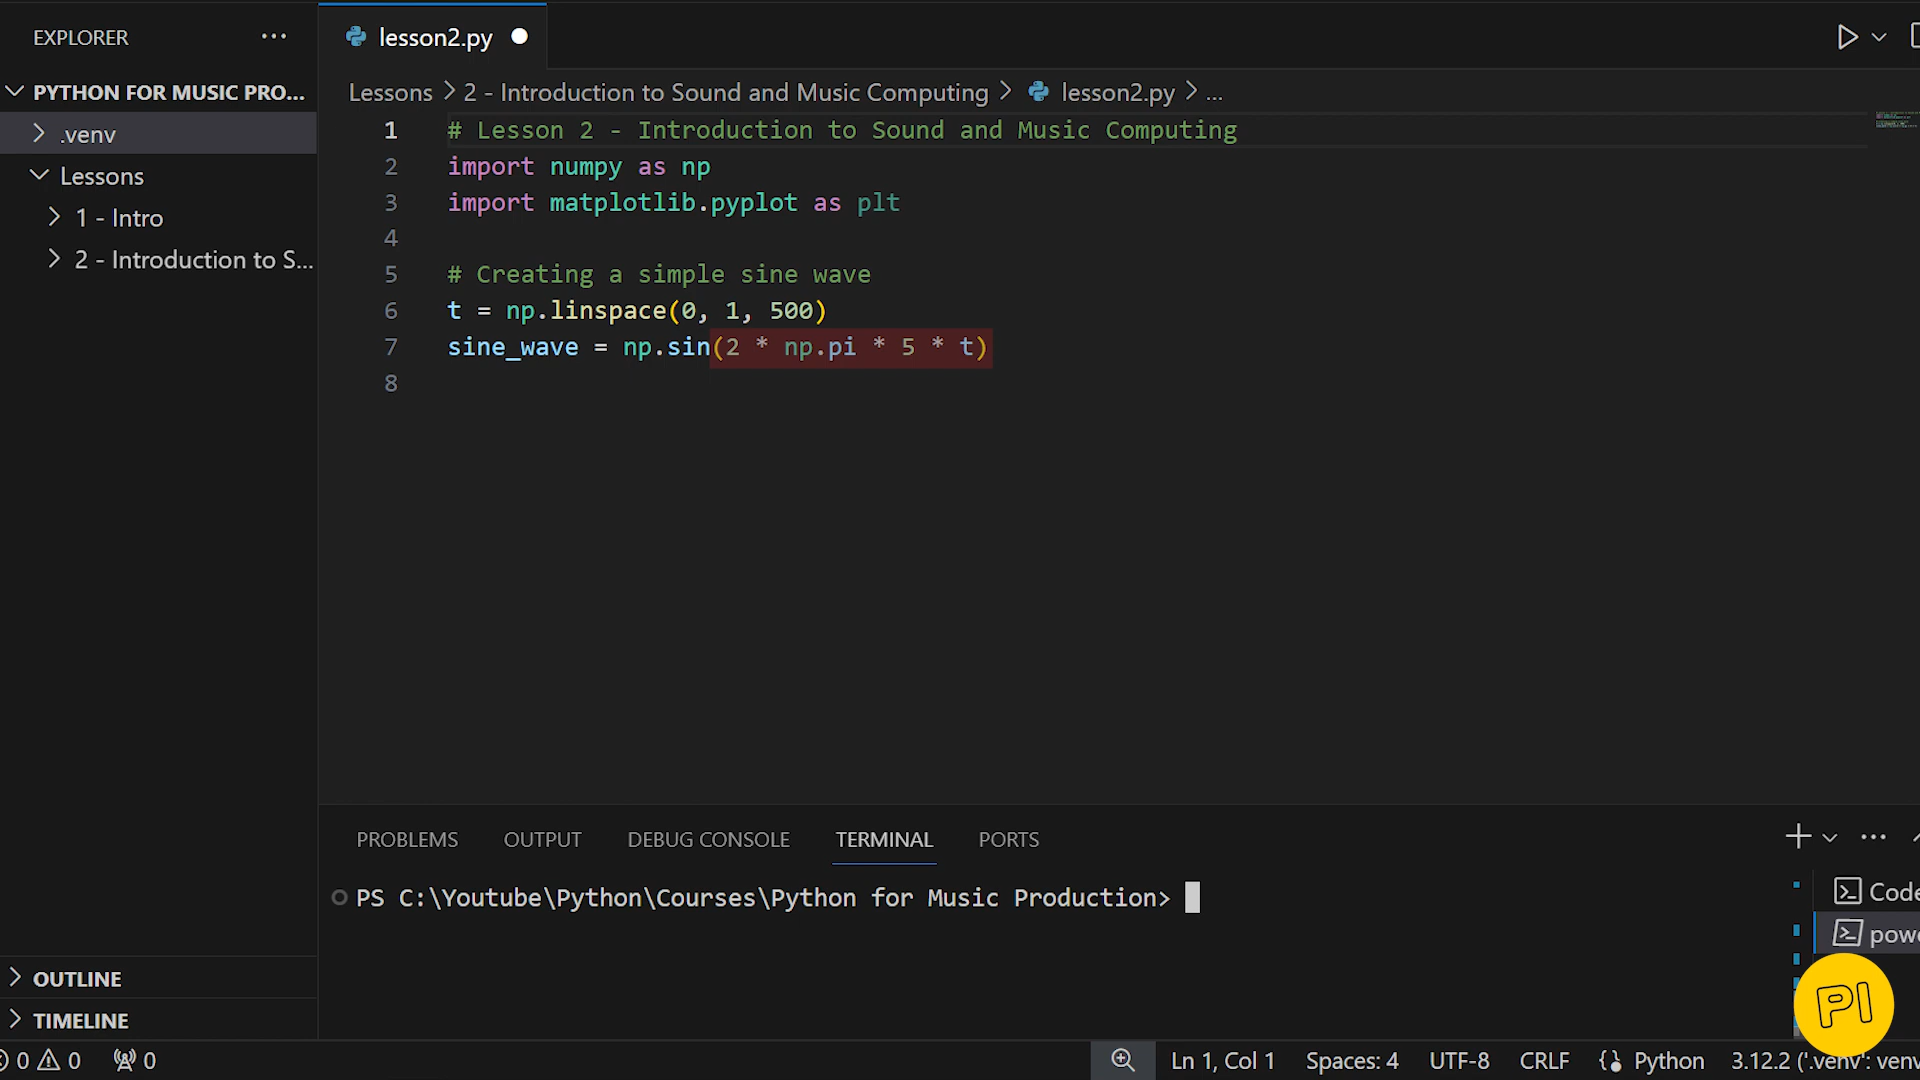 EXPLORER
lesson2.py
PYTHON FOR MUSIC PRO...
.venv
Lessons
1 - Intro
2 - Introduction to S...
Lessons > 2 - Introduction to Sound and Music Computing > lesson2.py > ...
1 # Lesson 2 - Introduction to Sound and Music Computing
2 import numpy as np
3 import matplotlib.pyplot as plt
4
5 # Creating a simple sine wave
6 t = np.linspace(0, 1, 500)
7 sine_wave = np.sin(2 * np.pi * 5 * t)
8
PROBLEMS OUTPUT DEBUG CONSOLE TERMINAL PORTS
PS C:\Youtube\Python\Courses\Python for Music Production>
Code
powe
OUTLINE
TIMELINE
PI
0 0 0 Ln 1, Col 1 Spaces: 4 UTF-8 CRLF Python 3.12.2 ('.venv': venv